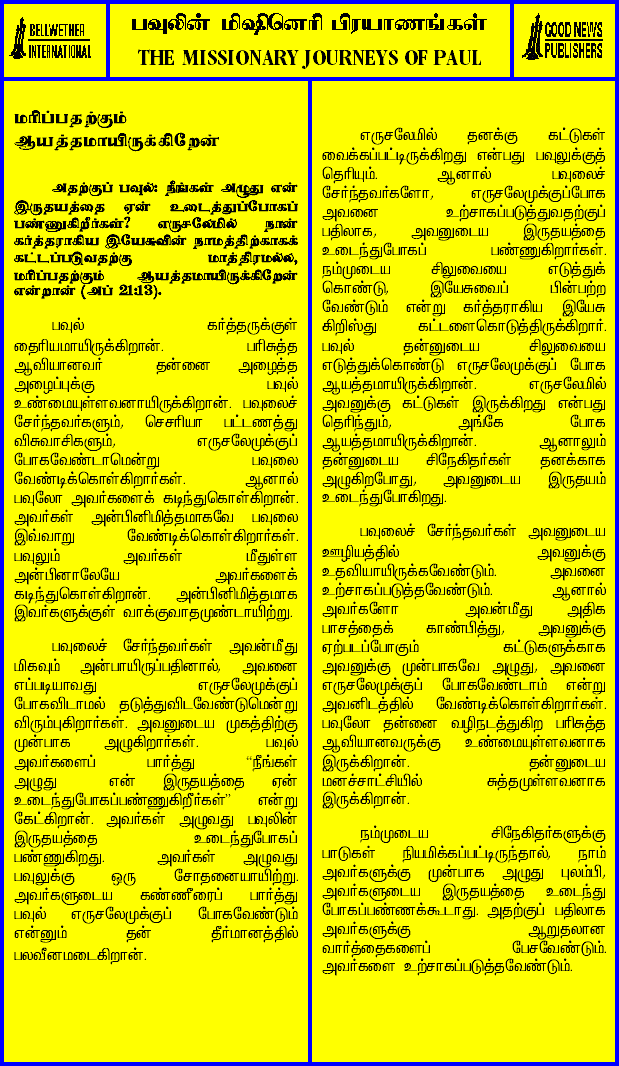 BELLWETHER
INTERNATIONAL
பவுலின் மிஷினெரி பிரயாணங்கள்
THE MISSIONARY JOURNEYS OF PAUL
GOOD NEWS
PUBLISHERS
மரிப்பதற்கும்
ஆயத்தமாயிருக்கிறேன்
அதற்குப் பவுல்: நீங்கள் அழுது என்
இருதயத்தை ஏன் உடைத்துப்போகப்
பண்ணுகிறீர்கள்? எருசலேமில் நான்
கர்த்தராகிய இயேசுவின் நாமத்திற்காகக்
கட்டப்படுவதற்கு மாத்திரமல்ல,
மரிப்பதற்கும் ஆயத்தமாயிருக்கிறேன்
என்றான் (அப் 21:13).
பவுல் கர்த்தருக்குள்
தைரியமாயிருக்கிறான். பரிசுத்த
ஆவியானவர் தன்னை அழைத்த
அழைப்புக்கு பவுல்
உண்மையுள்ளவனாயிருக்கிறான். பவுலைச்
சேர்ந்தவர்களும், செசரியா பட்டணத்து
விசுவாசிகளும், எருசலேமுக்குப்
போகவேண்டாமென்று பவுலை
வேண்டிக்கொள்கிறார்கள். ஆனால்
பவுலோ அவர்களைக் கடிந்துகொள்கிறான்.
அவர்கள் அன்பினிமித்தமாகவே பவுலை
இவ்வாறு வேண்டிக்கொள்கிறார்கள்.
பவுலும் அவர்கள் மீதுள்ள
அன்பினாலேயே அவர்களைக்
கடிந்துகொள்கிறான். அன்பினிமித்தமாக
இவர்களுக்குள் வாக்குவாதமுண்டாயிற்று.
பவுலைச் சேர்ந்தவர்கள் அவன்மீது
மிகவும் அன்பாயிருப்பதினால், அவனை
எப்படியாவது எருசலேமுக்குப்
போகவிடாமல் தடுத்துவிடவேண்டுமென்று
விரும்புகிறார்கள். அவனுடைய முகத்திற்கு
முன்பாக அழுகிறார்கள். பவுல்
அவர்களைப் பார்த்து “நீங்கள்
அழுது என் இருதயத்தை ஏன்
உடைந்துபோகப்பண்ணுகிறீர்கள்” என்று
கேட்கிறான். அவர்கள் அழுவது பவுலின்
இருதயத்தை உடைந்துபோகப்
பண்ணுகிறது. அவர்கள் அழுவது
பவுலுக்கு ஒரு சோதனையாயிற்று.
அவர்களுடைய கண்ணீரைப் பார்த்து
பவுல் எருசலேமுக்குப் போகவேண்டும்
என்னும் தன் தீர்மானத்தில்
பலவீனமடைகிறான்.
எருசலேமில் தனக்கு கட்டுகள்
வைக்கப்பட்டிருக்கிறது என்பது பவுலுக்குத்
தெரியும். ஆனால் பவுலைச்
சேர்ந்தவர்களோ, எருசலேமுக்குப்போக
அவனை உற்சாகப்படுத்துவதற்குப்
பதிலாக, அவனுடைய இருதயத்தை
உடைந்துபோகப் பண்ணுகிறார்கள்.
நம்முடைய சிலுவையை எடுத்துக்
கொண்டு, இயேசுவைப் பின்பற்ற
வேண்டும் என்று கர்த்தராகிய இயேசு
கிறிஸ்து கட்டளைகொடுத்திருக்கிறார்.
பவுல் தன்னுடைய சிலுவையை
எடுத்துக்கொண்டு எருசலேமுக்குப் போக
ஆயத்தமாயிருக்கிறான். எருசலேமில்
அவனுக்கு கட்டுகள் இருக்கிறது என்பது
தெரிந்தும், அங்கே போக
ஆயத்தமாயிருக்கிறான். ஆனாலும்
தன்னுடைய சிநேகிதர்கள் தனக்காக
அழுகிறபோது, அவனுடைய இருதயம்
உடைந்துபோகிறது.
பவுலைச் சேர்ந்தவர்கள் அவனுடைய
ஊழியத்தில் அவனுக்கு
உதவியாயிருக்கவேண்டும். அவனை
உற்சாகப்படுத்தவேண்டும். ஆனால்
அவர்களோ அவன்மீது அதிக
பாசத்தைக் காண்பித்து, அவனுக்கு
ஏற்படப்போகும் கட்டுகளுக்காக
அவனுக்கு முன்பாகவே அழுது, அவனை
எருசலேமுக்குப் போகவேண்டாம் என்று
அவனிடத்தில் வேண்டிக்கொள்கிறார்கள்.
பவுலோ தன்னை வழிநடத்துகிற பரிசுத்த
ஆவியானவருக்கு உண்மையுள்ளவனாக
இருக்கிறான். தன்னுடைய
மனச்சாட்சியில் சுத்தமுள்ளவனாக
இருக்கிறான்.
நம்முடைய சிநேகிதர்களுக்கு
பாடுகள் நியமிக்கப்பட்டிருந்தால், நாம்
அவர்களுக்கு முன்பாக அழுது புலம்பி,
அவர்களுடைய இருதயத்தை உடைந்து
போகப்பண்ணக்கூடாது. அதற்குப் பதிலாக
அவர்களுக்கு ஆறுதலான
வார்த்தைகளைப் பேசவேண்டும்.
அவர்களை உற்சாகப்படுத்தவேண்டும்.